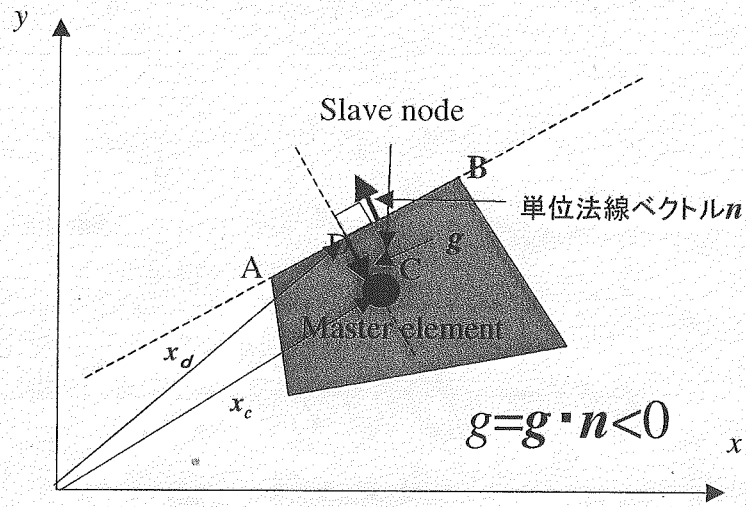 y
Slave node
B
単位法線ベクトルn
D
g
A
C
Master element
x_d
x_c
g=g・n<0
x